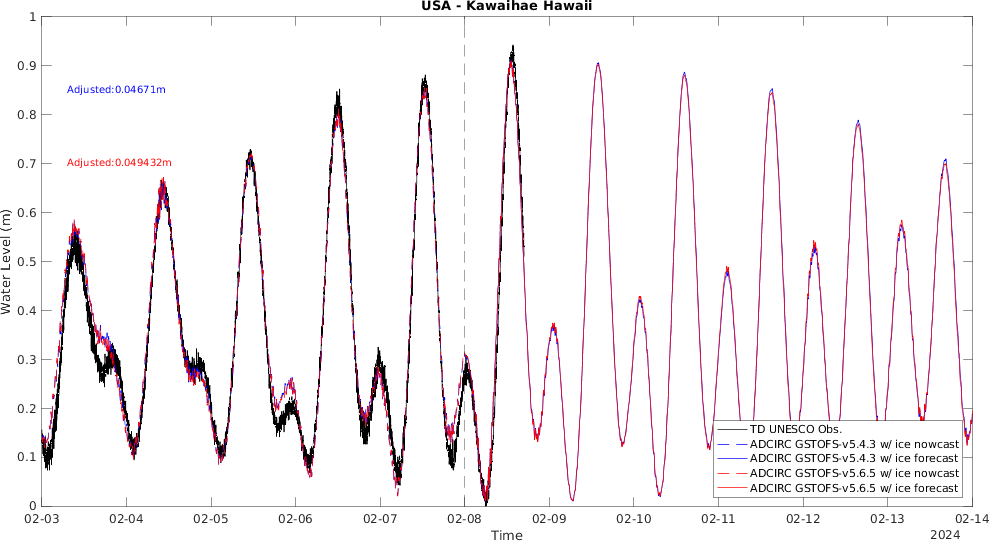 USA - Kawaihae Hawaii
1
0.9
0.8
0.7
0.6
0.5
0.4
0.3
0.2
0.1
0
Water Level (m)
Adjusted:0.04671m
Adjusted:0.049432m
TD UNESCO Obs.
ADCIRC GSTOFS-v5.4.3 w/ ice nowcast
ADCIRC GSTOFS-v5.4.3 w/ ice forecast
ADCIRC GSTOFS-v5.6.5 w/ ice nowcast
ADCIRC GSTOFS-v5.6.5 w/ ice forecast
02-03 02-04 02-05 02-06 02-07 02-08 02-09 02-10 02-11 02-12 02-13 02-14
Time
2024